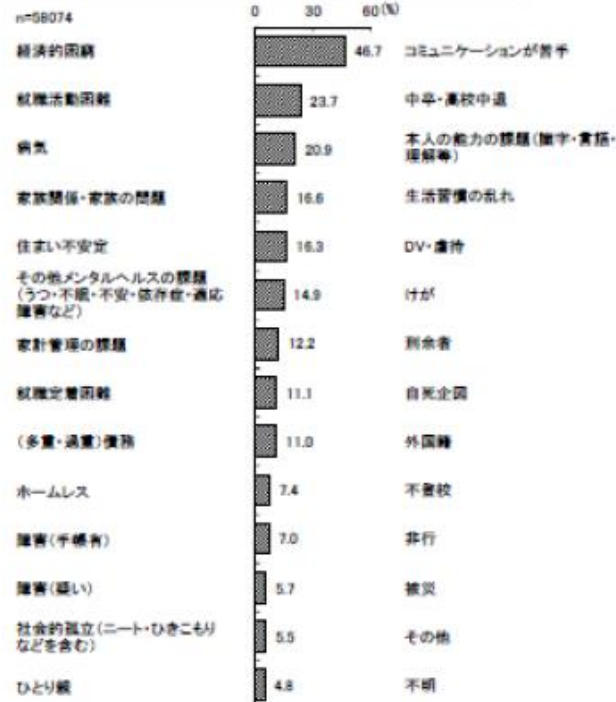 n=58074
0 30 60(%)
経済的困窮 46.7
就職活動困難 23.7
病気 20.9
家族関係・家族の問題 16.6
住まい不安定 16.3
その他メンタルヘルスの課題
(うつ・不眠・不安・依存症・適応
障害など) 14.9
家計管理の課題 12.2
就職定着困難 11.1
(多重・過重)債務 11.0
ホームレス 7.4
障害(手帳有) 7.0
障害(疑い) 5.7
社会的孤立(ニート・ひきこもり
などを含む) 5.5
ひとり親 4.8
コミュニケーションが苦手
中卒・高校中退
本人の能力の課題(識字・言語・
理解等)
生活習慣の乱れ
DV・虐待
けが
刑余者
自死企図
外国籍
不登校
非行
被災
その他
不明